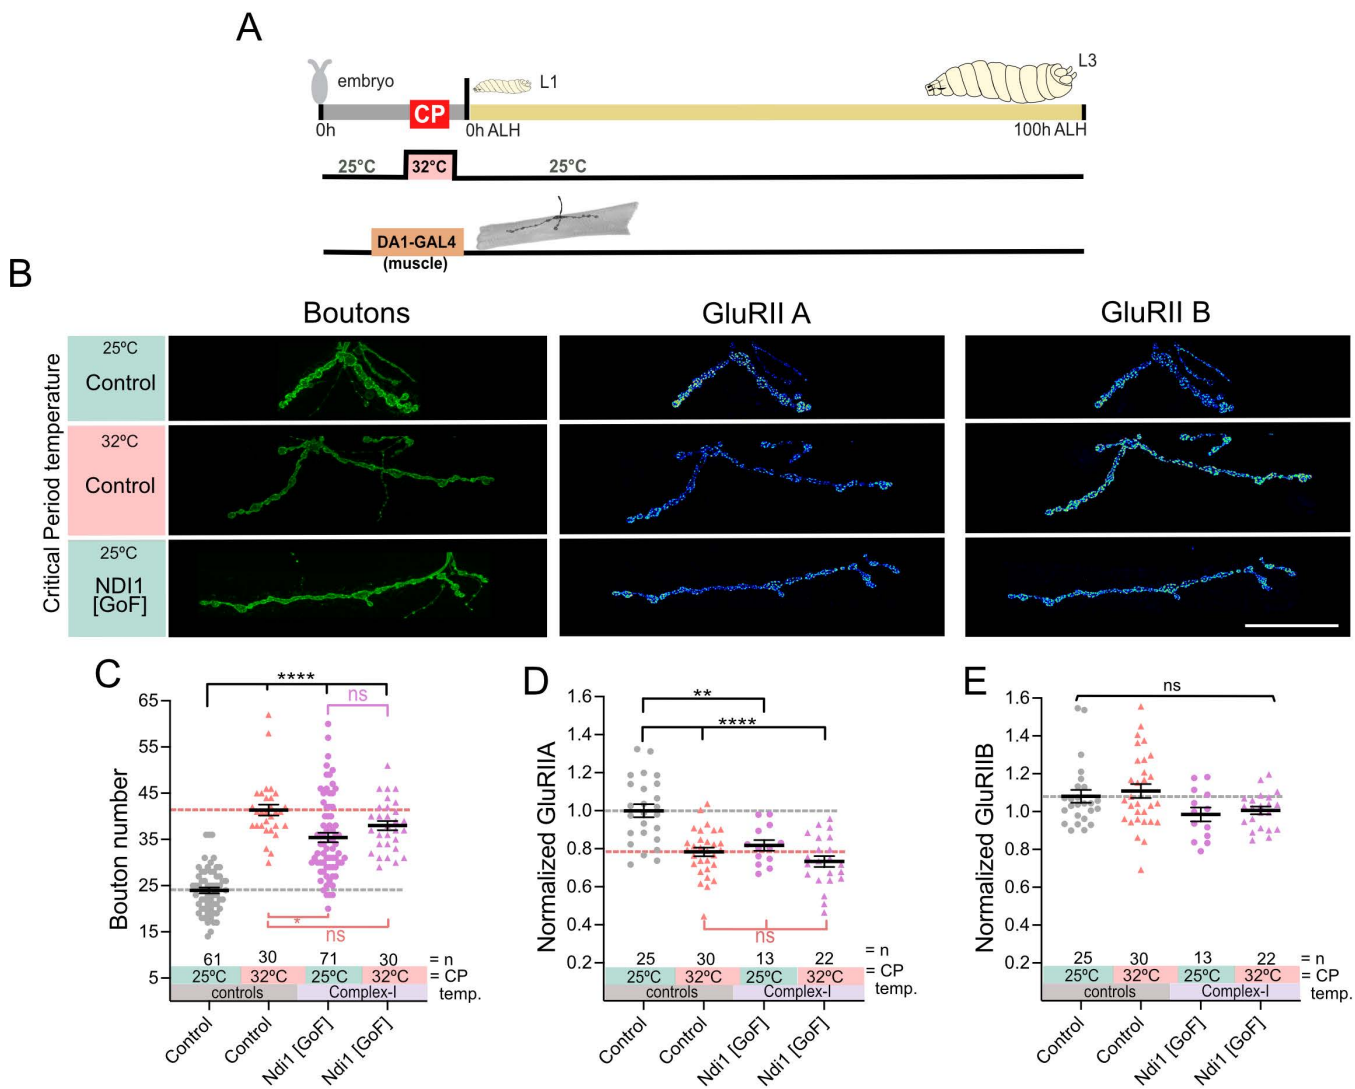 A
embryo
L1
L3
CP
0h
0h ALH
100h ALH
25°C
32°C
25°C
DA1-GAL4
(muscle)
B
Boutons
GluRII A
GluRII B
Critical Period temperature
25ºC
Control
32ºC
Control
25ºC
NDI1
[GoF]
C
****
ns
65
55
45
35
25
15
5
Bouton number
*
ns
61
30
71
30
= n
25°C
32°C
25°C
32°C
= CP
temp.
controls
Complex-I
Control
Control
Ndi1 [GoF]
Ndi1 [GoF]
D
**
****
1.6
1.4
1.2
1.0
0.8
0.6
0.4
0.2
Normalized GluRIIA
ns
25
30
13
22
= n
25°C
32°C
25°C
32°C
= CP
temp.
controls
Complex-I
Control
Control
Ndi1 [GoF]
Ndi1 [GoF]
E
ns
1.6
1.4
1.2
1.0
0.8
0.6
0.4
0.2
Normalized GluRIIB
25
30
13
22
= n
25°C
32°C
25°C
32°C
= CP
temp.
controls
Complex-I
Control
Control
Ndi1 [GoF]
Ndi1 [GoF]